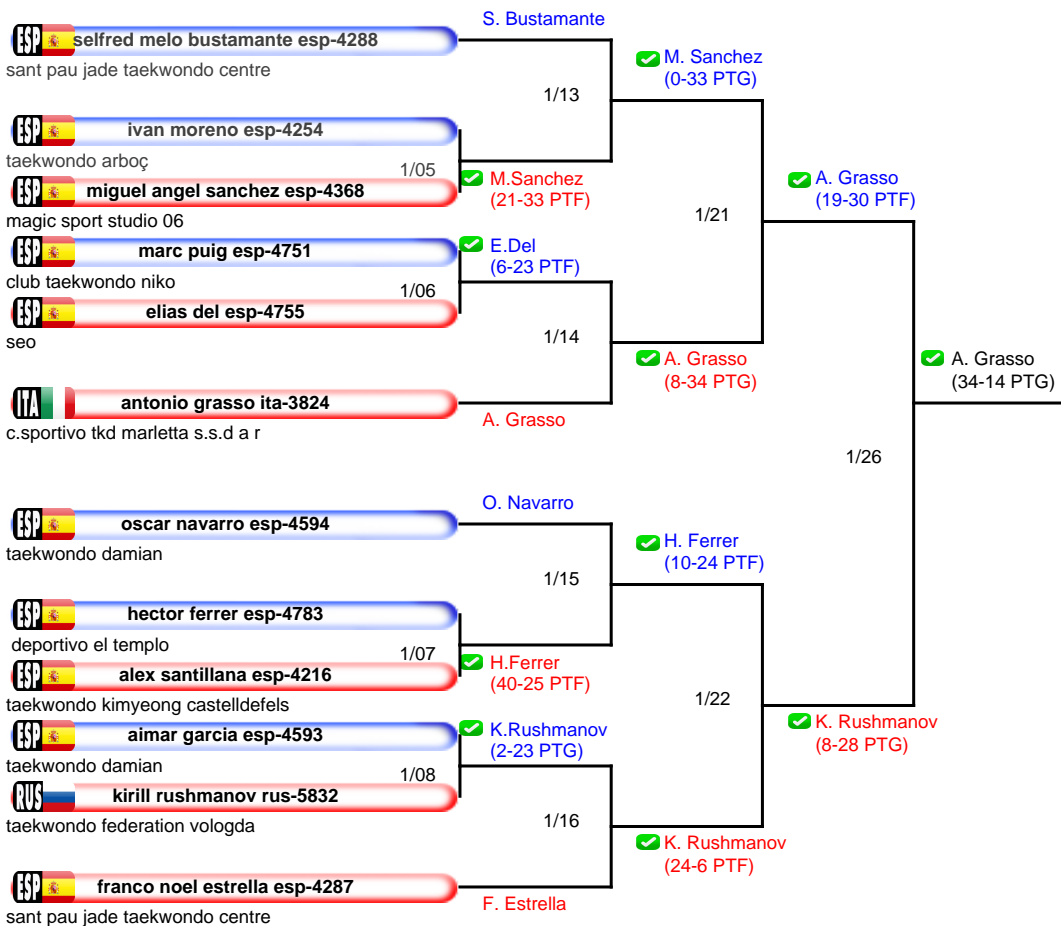 S. Bustamante
ESP selfred melo bustamante esp-4288
sant pau jade taekwondo centre
M. Sanchez
(0-33 PTG)
1/13
ESP ivan moreno esp-4254
taekwondo arboç
1/05
ESP miguel angel sanchez esp-4368
magic sport studio 06
M.Sanchez
(21-33 PTF)
A. Grasso
(19-30 PTF)
1/21
ESP marc puig esp-4751
club taekwondo niko
E.Del
(6-23 PTF)
1/06
ESP elias del esp-4755
seo
1/14
A. Grasso
(8-34 PTG)
A. Grasso
(34-14 PTG)
ITA antonio grasso ita-3824
c.sportivo tkd marletta s.s.d a r
A. Grasso
1/26
O. Navarro
ESP oscar navarro esp-4594
taekwondo damian
H. Ferrer
(10-24 PTF)
1/15
ESP hector ferrer esp-4783
deportivo el templo
1/07
ESP alex santillana esp-4216
taekwondo kimyeong castelldefels
H.Ferrer
(40-25 PTF)
1/22
ESP aimar garcia esp-4593
taekwondo damian
K.Rushmanov
(2-23 PTG)
K. Rushmanov
(8-28 PTG)
1/08
RUS kirill rushmanov rus-5832
taekwondo federation vologda
1/16
K. Rushmanov
(24-6 PTF)
ESP franco noel estrella esp-4287
sant pau jade taekwondo centre
F. Estrella